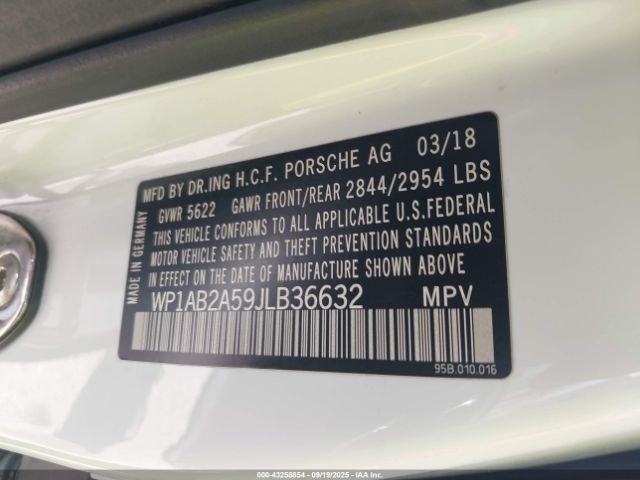 MFD BY DR.ING H.C.F. PORSCHE AG 03/18
GVWR 5622 GAWR FRONT/REAR 2844/2954 LBS
THIS VEHICLE CONFORMS TO ALL APPLICABLE U.S.FEDERAL
MOTOR VEHICLE SAFETY AND THEFT PREVENTION STANDARDS
IN EFFECT ON THE DATE OF MANUFACTURE SHOWN ABOVE
MADE IN GERMANY
WP1AB2A59JLB36632 MPV
95B.010.016
000-43258654 - 09/19/2025 - IAA, Inc.